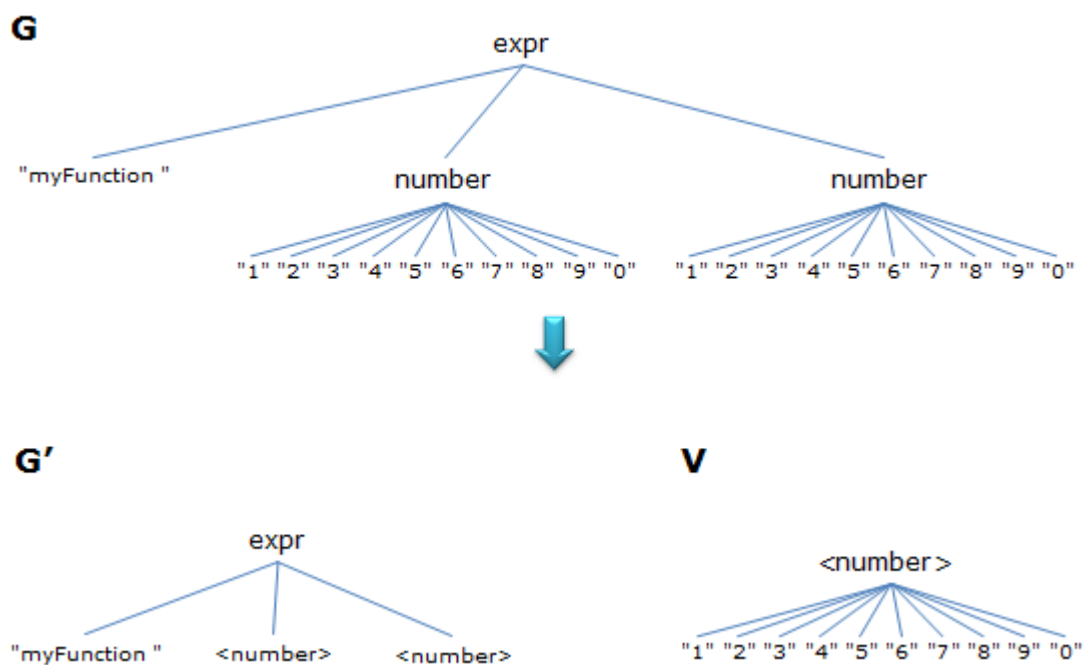 G
expr
"myFunction " number number
"1" "2" "3" "4" "5" "6" "7" "8" "9" "0" "1" "2" "3" "4" "5" "6" "7" "8" "9" "0"
G’ V
expr
<number>
"myFunction " <number> <number> "1" "2" "3" "4" "5" "6" "7" "8" "9" "0"